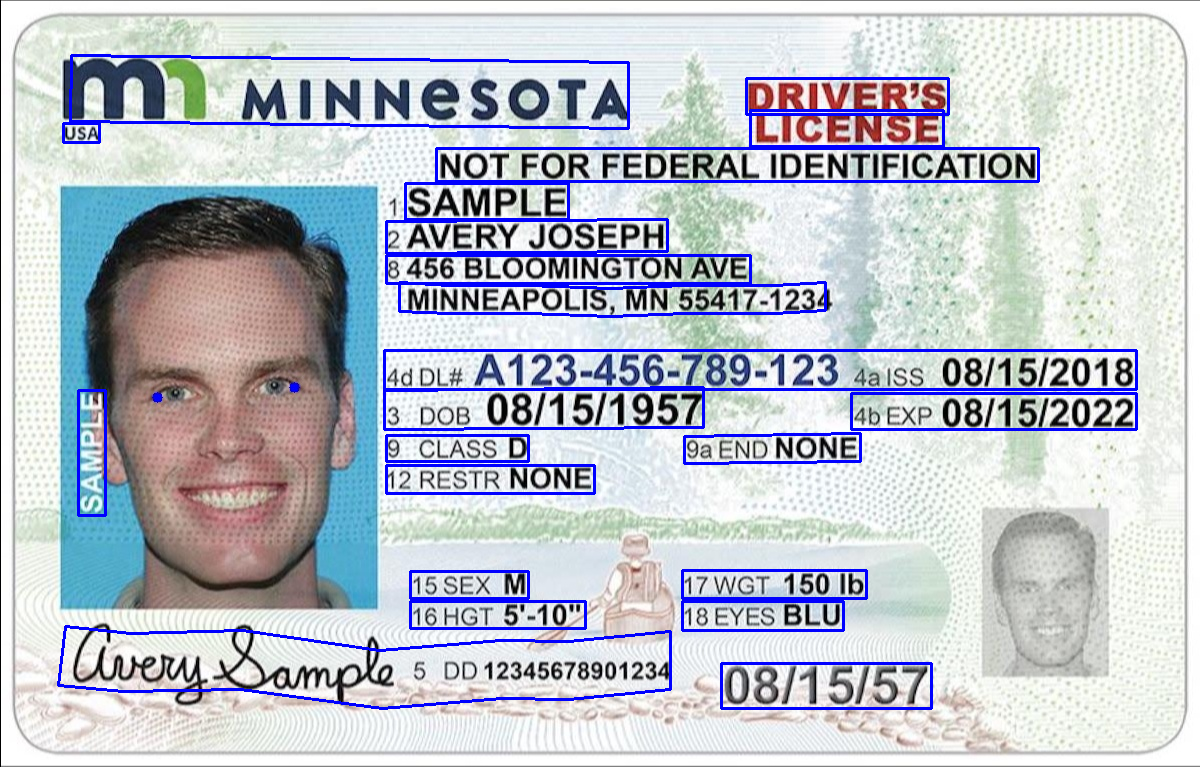 mn MINNESOTA
USA
DRIVER'S
LICENSE
NOT FOR FEDERAL IDENTIFICATION
1 SAMPLE
2 AVERY JOSEPH
8 456 BLOOMINGTON AVE
MINNEAPOLIS, MN 55417-1234
4d DL# A123-456-789-123 4a ISS 08/15/2018
3 DOB 08/15/1957 4b EXP 08/15/2022
9 CLASS D 9a END NONE
12 RESTR NONE
SAMPLE
15 SEX M 17 WGT 150 lb
16 HGT 5'-10" 18 EYES BLU
Avery Sample 5 DD 12345678901234
08/15/57